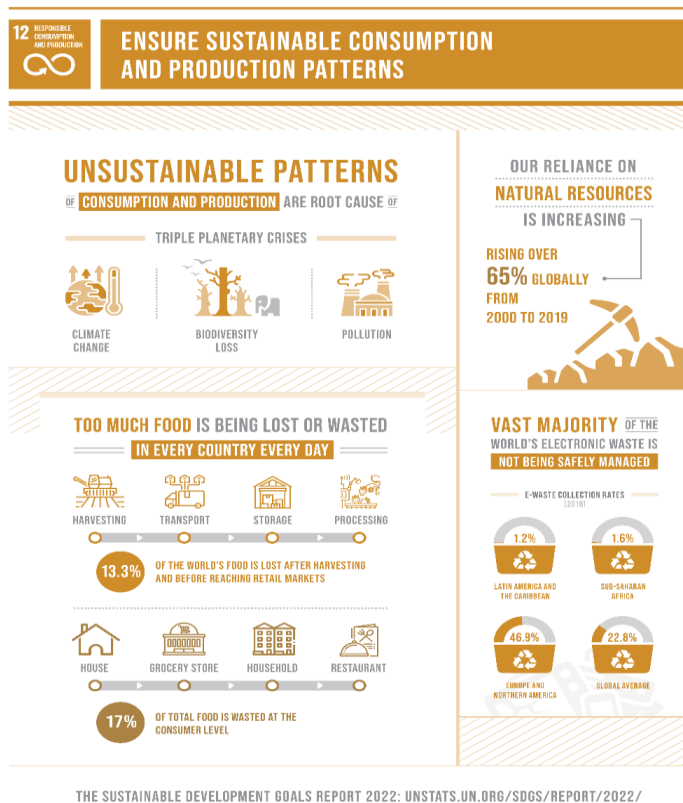 12 RESPONSIBLE
CONSUMPTION
AND PRODUCTION
ENSURE SUSTAINABLE CONSUMPTION
AND PRODUCTION PATTERNS
UNSUSTAINABLE PATTERNS
OF CONSUMPTION AND PRODUCTION ARE ROOT CAUSE OF
TRIPLE PLANETARY CRISES
CLIMATE
CHANGE
BIODIVERSITY
LOSS
POLLUTION
OUR RELIANCE ON
NATURAL RESOURCES
IS INCREASING
RISING OVER
65% GLOBALLY
FROM
2000 TO 2019
TOO MUCH FOOD IS BEING LOST OR WASTED
IN EVERY COUNTRY EVERY DAY
HARVESTING
TRANSPORT
STORAGE
PROCESSING
13.3%
OF THE WORLD'S FOOD IS LOST AFTER HARVESTING
AND BEFORE REACHING RETAIL MARKETS
HOUSE
GROCERY STORE
HOUSEHOLD
RESTAURANT
17%
OF TOTAL FOOD IS WASTED AT THE
CONSUMER LEVEL
VAST MAJORITY OF THE
WORLD'S ELECTRONIC WASTE IS
NOT BEING SAFELY MANAGED
E-WASTE COLLECTION RATES
(2019)
1.2%
LATIN AMERICA AND
THE CARIBBEAN
1.6%
SUB-SAHARAN
AFRICA
46.9%
EUROPE AND
NORTHERN AMERICA
22.8%
GLOBAL AVERAGE
THE SUSTAINABLE DEVELOPMENT GOALS REPORT 2022: UNSTATS.UN.ORG/SDGS/REPORT/2022/